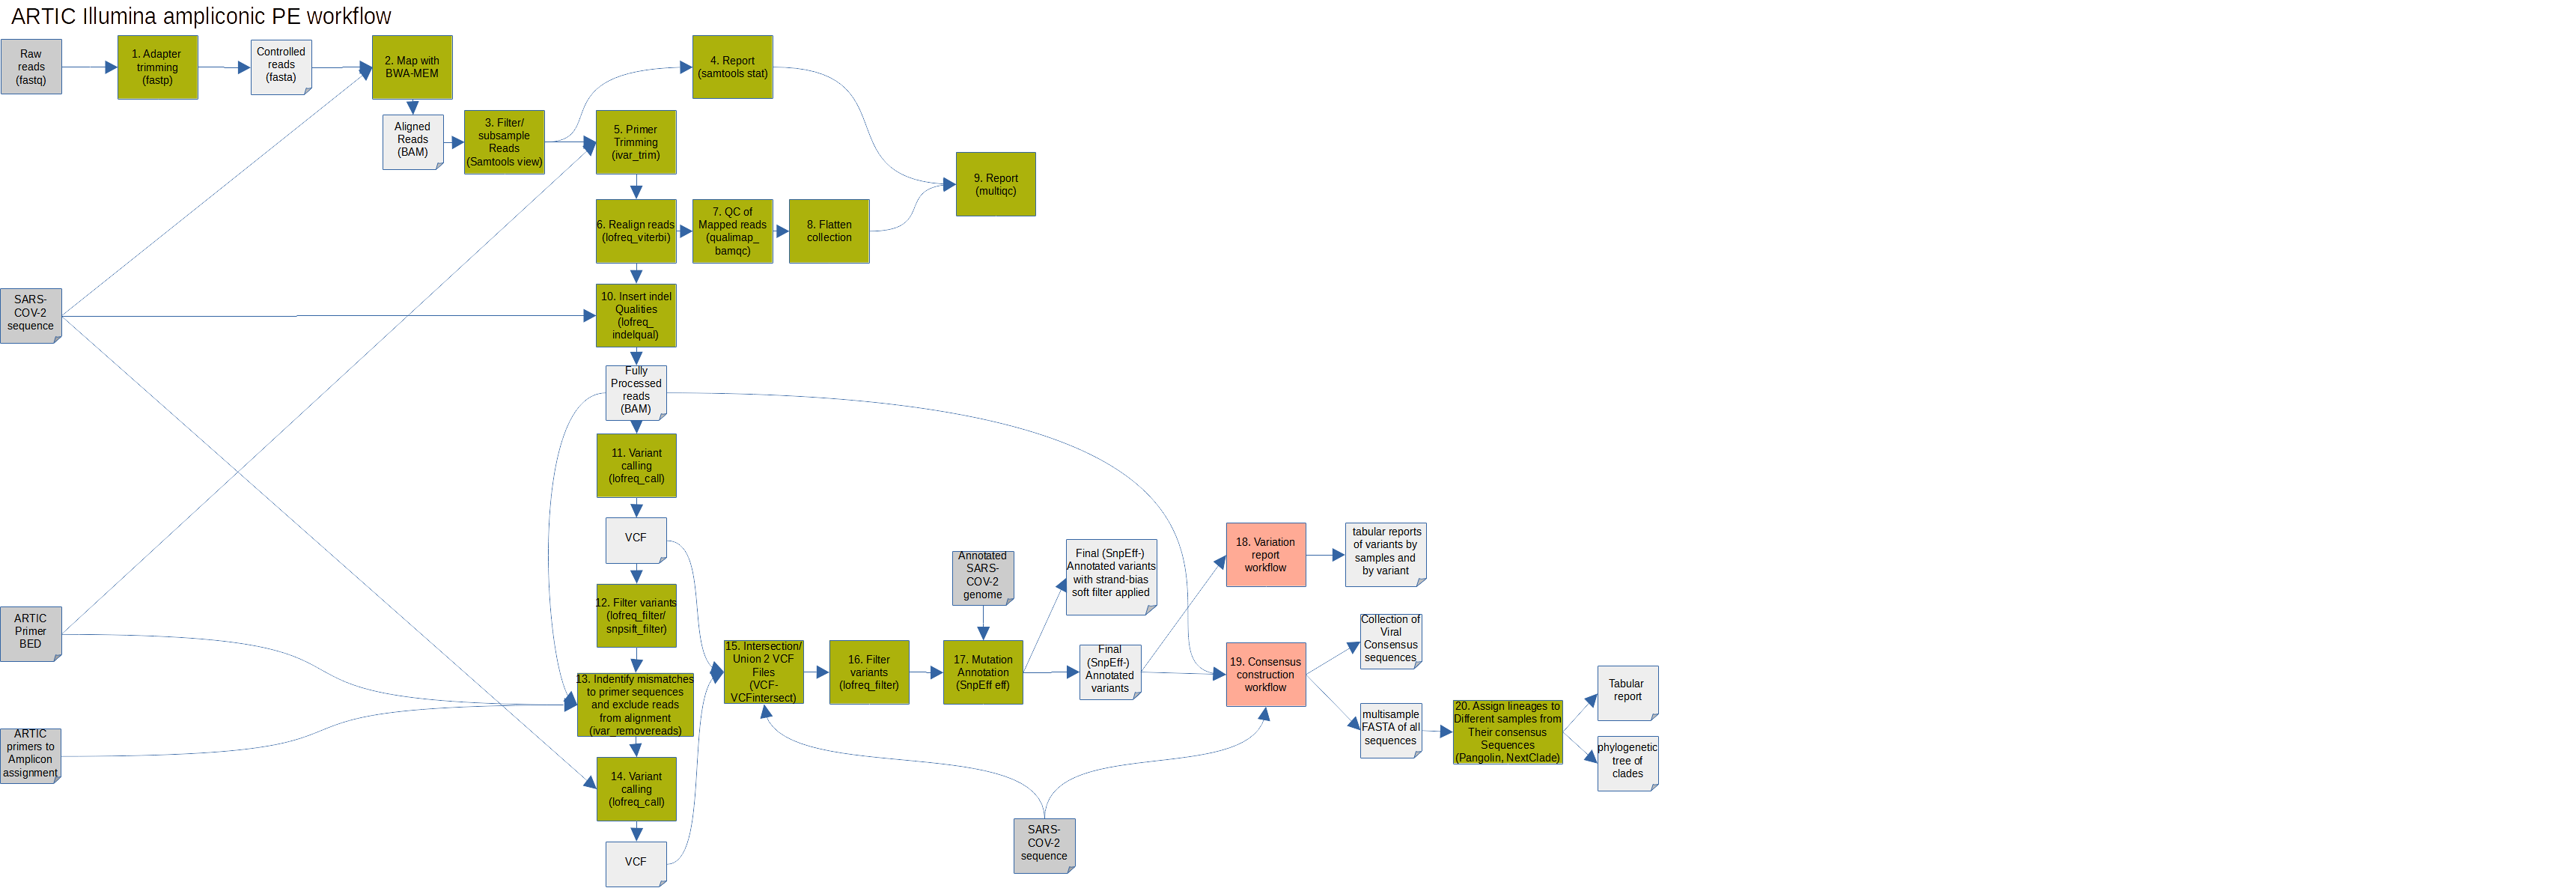 ARTIC Illumina ampliconic PE workflow
Raw
reads
(fastq)
1. Adapter
trimming
(fastp)
Controlled
reads
(fasta)
2. Map with
BWA-MEM
4. Report
(samtools stat)
Aligned
Reads
(BAM)
3. Filter/
subsample
Reads
(Samtools view)
5. Primer
Trimming
(ivar_trim)
9. Report
(multiqc)
6. Realign reads
(lofreq_viterbi)
7. QC of
Mapped reads
(qualimap_
bamqc)
8. Flatten
collection
SARS-
COV-2
sequence
10. Insert indel
Qualities
(lofreq_
indelqual)
Fully
Processed
reads
(BAM)
11. Variant
calling
(lofreq_call)
VCF
12. Filter variants
(lofreq_filter/
snpsift_filter)
ARTIC
Primer
BED
13. Indentify mismatches
to primer sequences
and exclude reads
from alignment
(ivar_removereads)
ARTIC
primers to
Amplicon
assignment
14. Variant
calling
(lofreq_call)
VCF
15. Intersection/
Union 2 VCF
Files
(VCF-
VCFintersect)
16. Filter
variants
(lofreq_filter)
Annotated
SARS-
COV-2
genome
17. Mutation
Annotation
(SnpEff eff)
Final (SnpEff-)
Annotated variants
with strand-bias
soft filter applied
Final
(SnpEff-)
Annotated
variants
18. Variation
report
workflow
tabular reports
of variants by
samples and
by variant
19. Consensus
construction
workflow
Collection of
Viral
Consensus
sequences
multisample
FASTA of all
sequences
20. Assign lineages to
Different samples from
Their consensus
Sequences
(Pangolin, NextClade)
Tabular
report
phylogenetic
tree of
clades
SARS-
COV-2
sequence